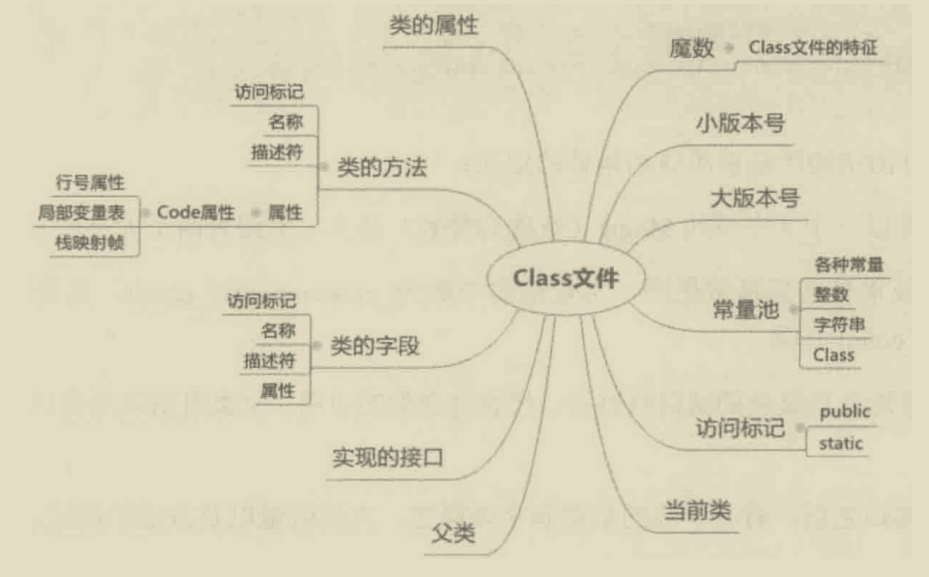 Class文件
魔数
Class文件的特征
小版本号
大版本号
常量池
各种常量
整数
字符串
Class
访问标记
public
static
当前类
父类
实现的接口
类的字段
访问标记
名称
描述符
属性
类的方法
访问标记
名称
描述符
属性
Code属性
行号属性
局部变量表
栈映射帧
类的属性